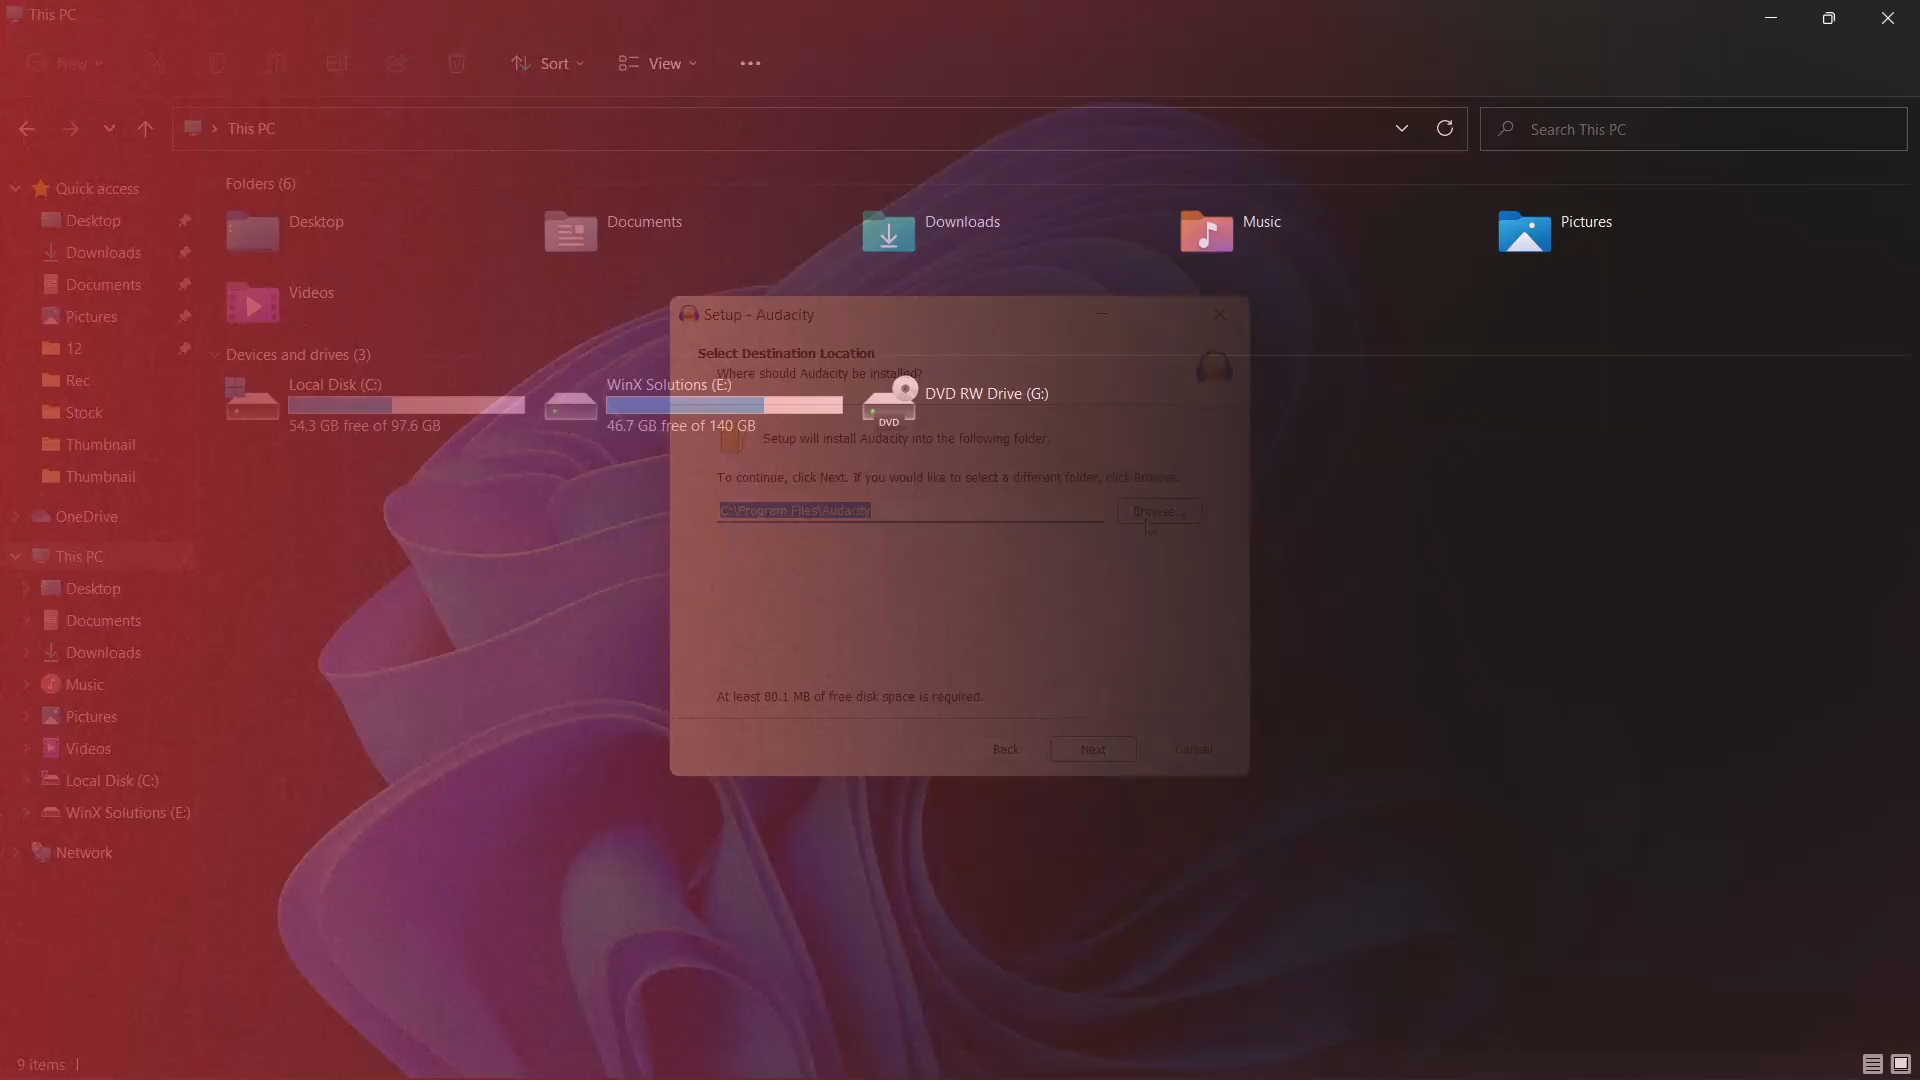 This PC
New
Sort
View
This PC
Search This PC
Quick access
Desktop
Downloads
Documents
Pictures
12
Rec
Stock
Thumbnail
Thumbnail
OneDrive
This PC
Desktop
Documents
Downloads
Music
Pictures
Videos
Local Disk (C:)
WinX Solutions (E:)
Network
Folders (6)
Desktop
Documents
Downloads
Music
Pictures
Videos
Devices and drives (3)
Local Disk (C:)
54.3 GB free of 97.6 GB
WinX Solutions (E:)
46.7 GB free of 140 GB
DVD RW Drive (G:)
DVD
Setup - Audacity
Select Destination Location
Where should Audacity be installed?
Setup will install Audacity into the following folder.
To continue, click Next. If you would like to select a different folder, click Browse.
C:\Program Files\Audacity
Browse...
At least 80.1 MB of free disk space is required.
Back
Next
Cancel
9 items